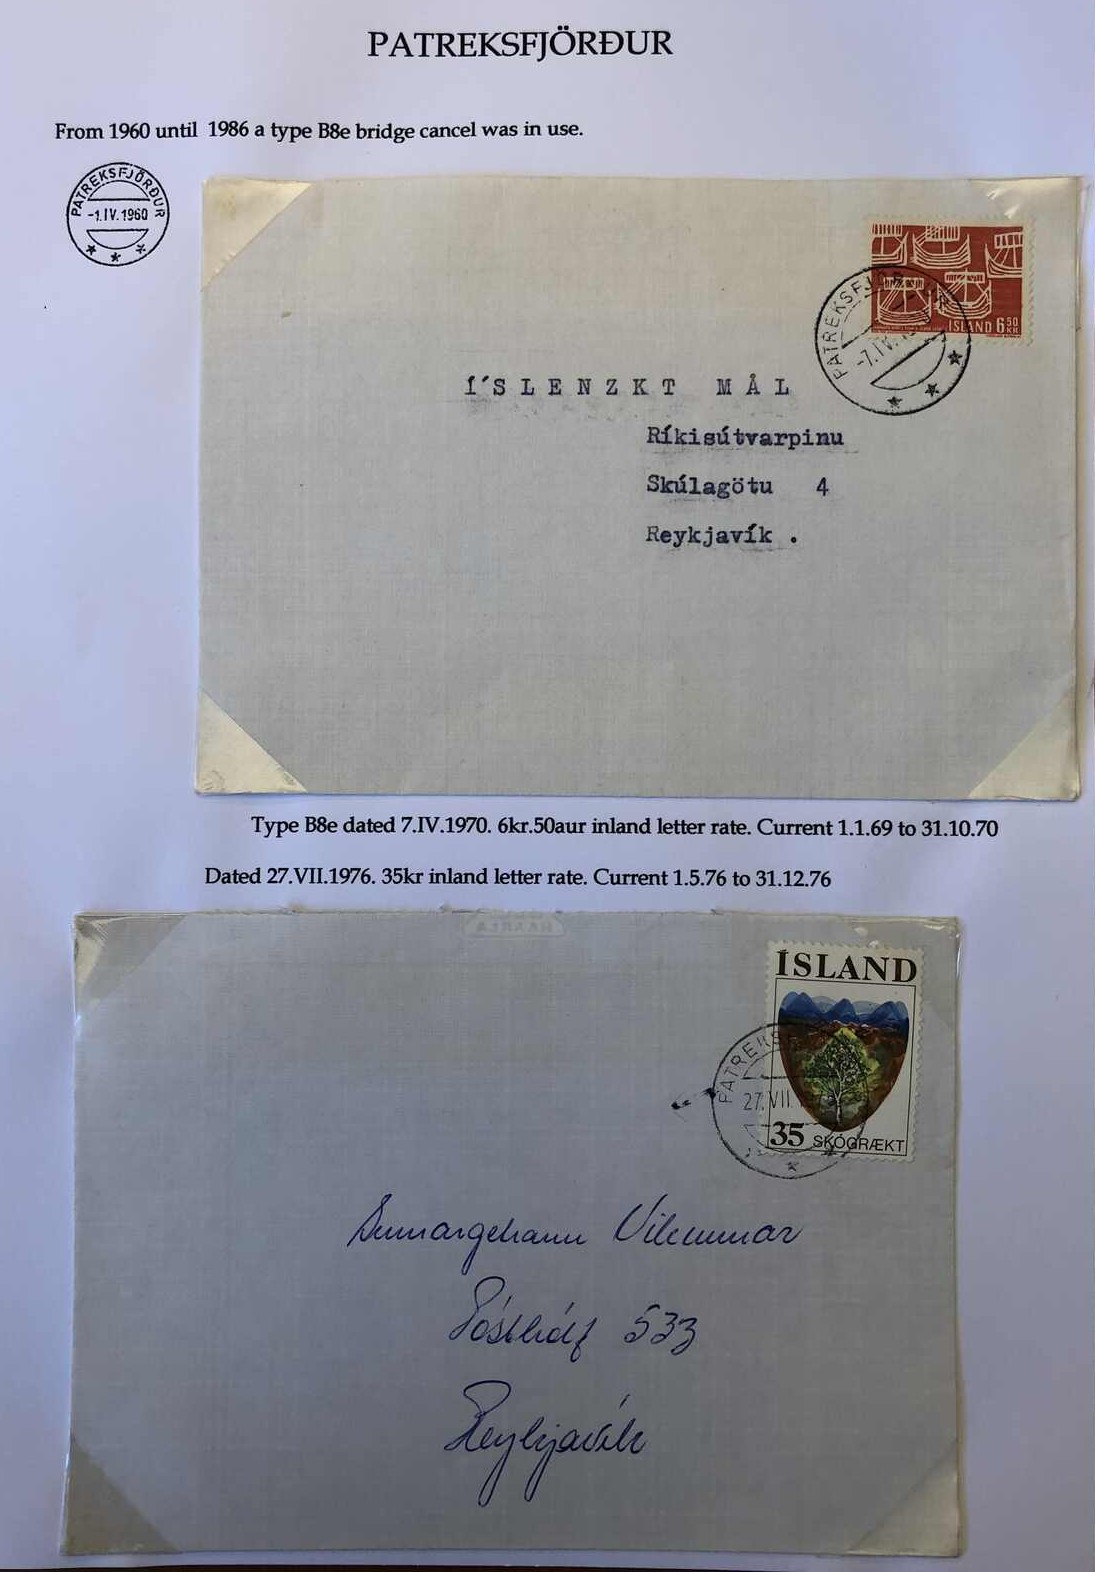 PATREKSFJÖRÐUR
From 1960 until 1986 a type B8e bridge cancel was in use.
PATREKSFJÖRÐUR
-1.IV.1960
ÍSLAND 6 50 KR
PATREKSFJÖR
-7.IV.
Í'SLENZKT MÁL
Ríkisútvarpinu
Skúlagötu 4
Reykjavík .
Type B8e dated 7.IV.1970. 6kr.50aur inland letter rate. Current 1.1.69 to 31.10.70
Dated 27.VII.1976. 35kr inland letter rate. Current 1.5.76 to 31.12.76
ÍSLAND
PATREKS
27.VII.
35 SKÓGRÆKT
Pósthólf 533
Reykjavík